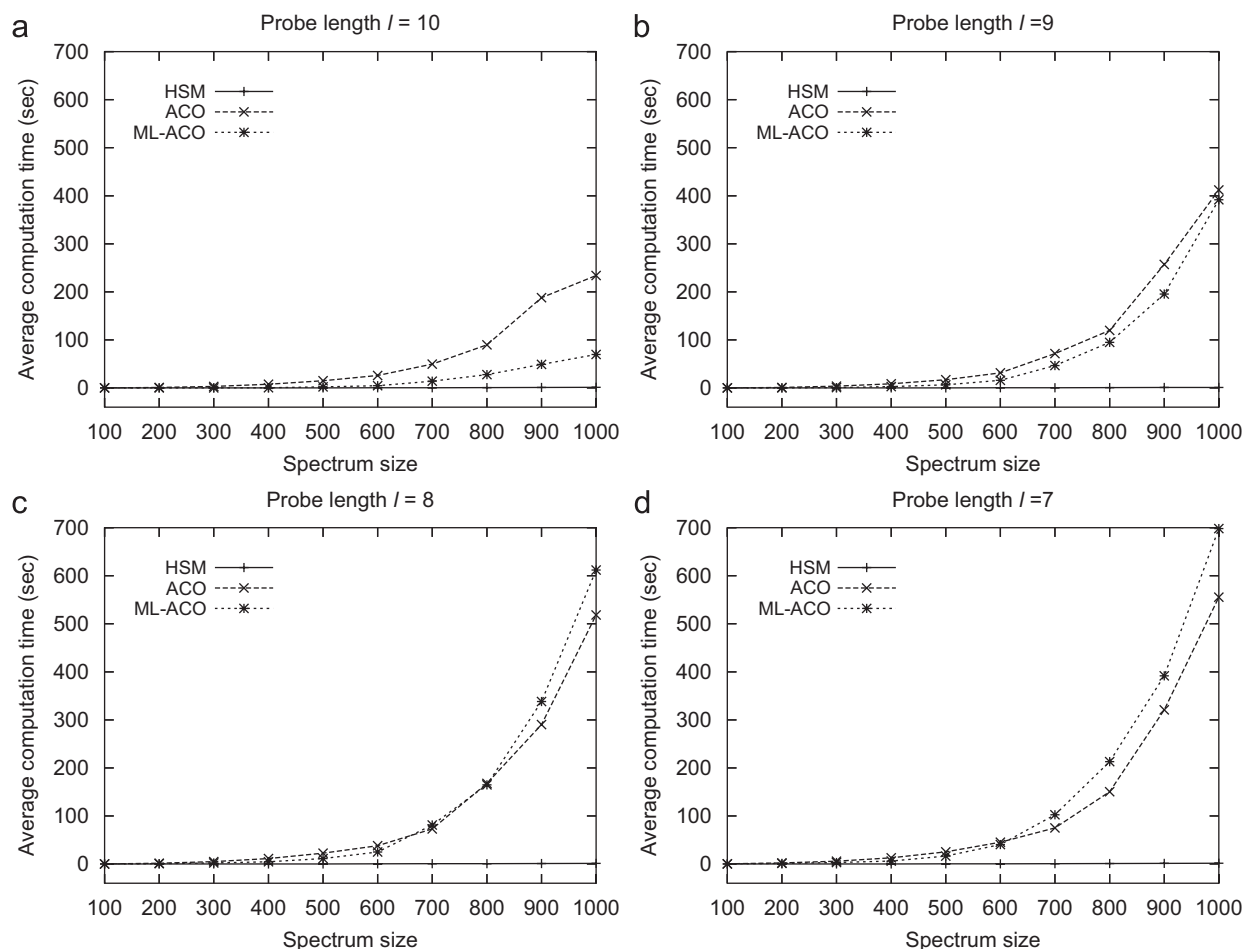 a
Probe length l = 10
700
600
500
400
300
200
100
0
Average computation time (sec)
HSM
ACO
ML-ACO
100 200 300 400 500 600 700 800 900 1000
Spectrum size
b
Probe length l =9
700
600
500
400
300
200
100
0
Average computation time (sec)
HSM
ACO
ML-ACO
100 200 300 400 500 600 700 800 900 1000
Spectrum size
c
Probe length l = 8
700
600
500
400
300
200
100
0
Average computation time (sec)
HSM
ACO
ML-ACO
100 200 300 400 500 600 700 800 900 1000
Spectrum size
d
Probe length l =7
700
600
500
400
300
200
100
0
Average computation time (sec)
HSM
ACO
ML-ACO
100 200 300 400 500 600 700 800 900 1000
Spectrum size